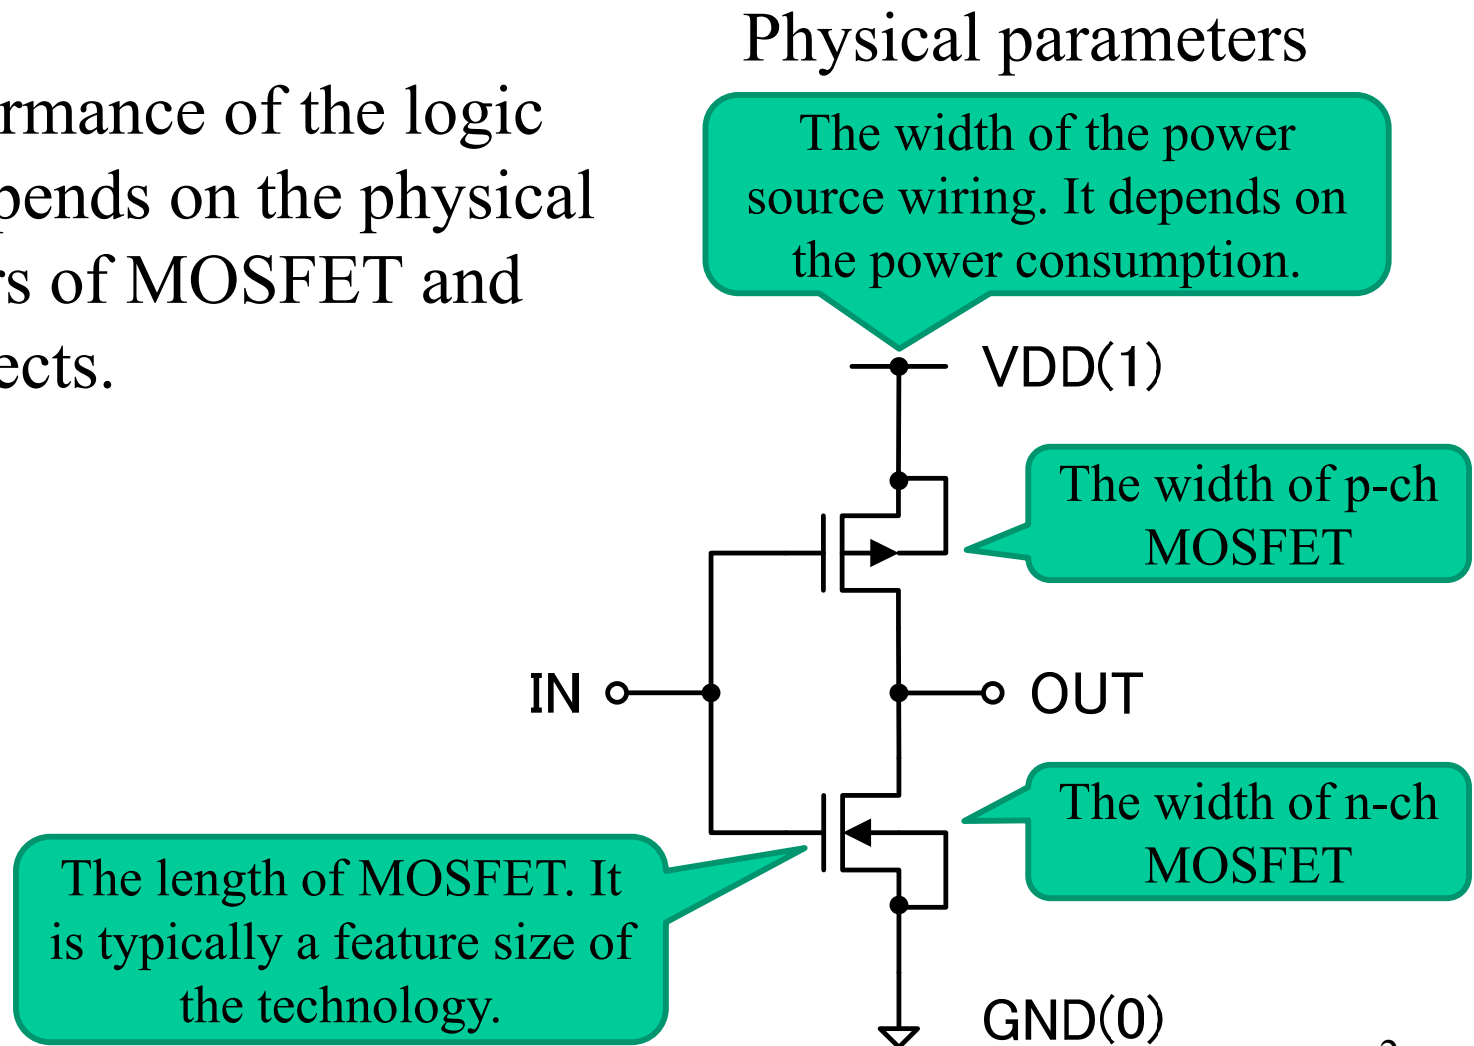 Physical parameters
rmance of the logic
pends on the physical
rs of MOSFET and
ects.
The width of the power
source wiring. It depends on
the power consumption.
VDD(1)
The width of p-ch
MOSFET
IN
OUT
The width of n-ch
MOSFET
The length of MOSFET. It
is typically a feature size of
the technology.
GND(0)